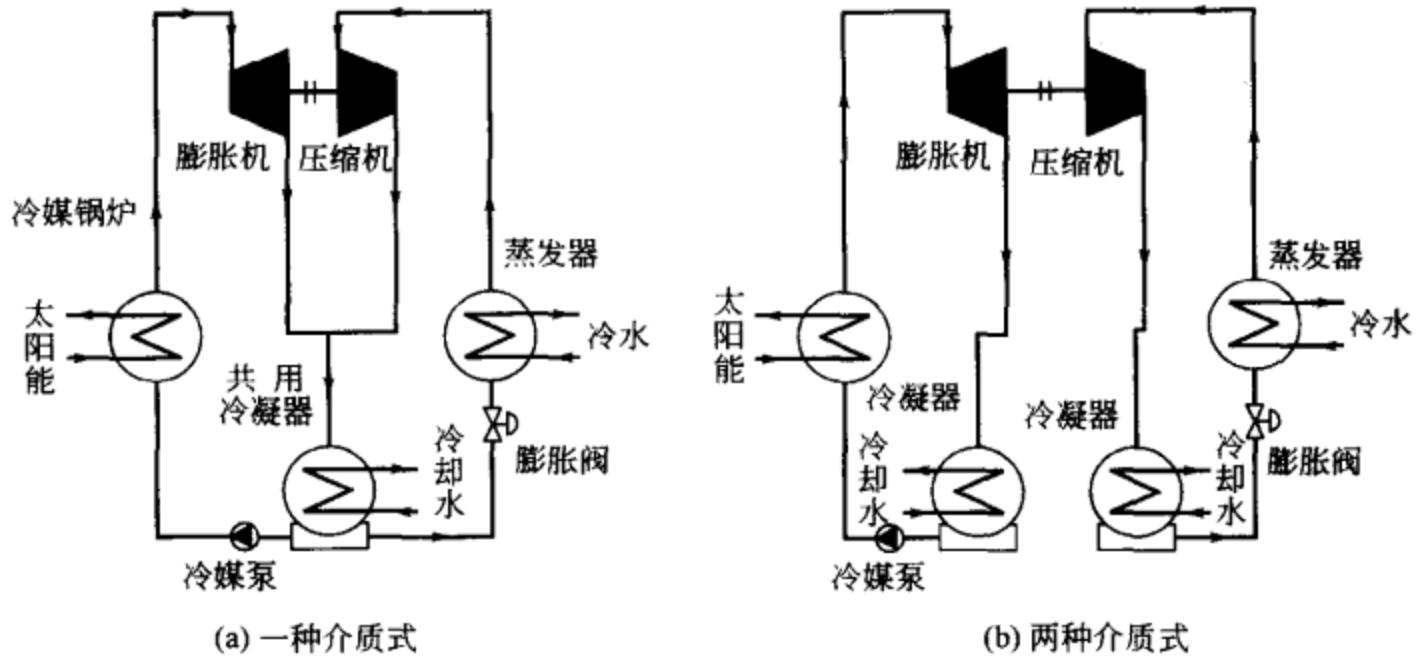 膨胀机 压缩机
冷媒锅炉
蒸发器
太阳能
冷水
共用
冷凝器
冷却水
膨胀阀
冷媒泵
(a) 一种介质式
膨胀机 压缩机
蒸发器
太阳能
冷水
冷凝器 冷凝器
冷却水 冷却水
膨胀阀
冷媒泵
(b) 两种介质式